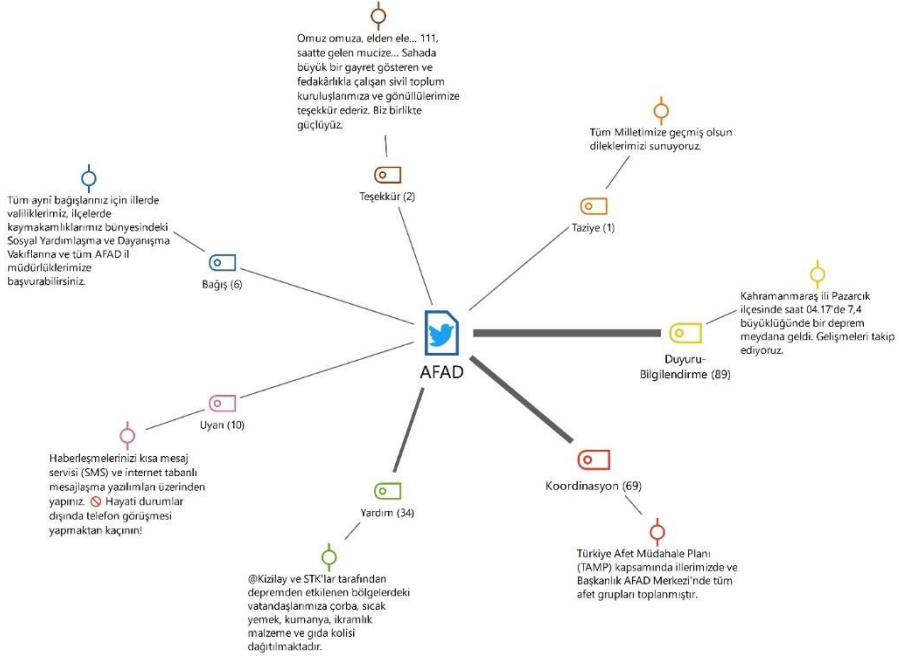 Omuz omuza, elden ele... 111,
saatte gelen mucize... Sahada
büyük bir gayret gösteren ve
fedakârlıkla çalışan sivil toplum
kuruluşlarımıza ve gönüllülerimize
teşekkür ederiz. Biz birlikte
güçlüyüz.
Teşekkür (2)
Tüm Milletimize geçmiş olsun
dileklerimizi sunuyoruz.
Taziye (1)
Tüm aynî bağışlarınız için illerde
valiliklerimiz, ilçelerde
kaymakamlıklarımız bünyesindeki
Sosyal Yardımlaşma ve Dayanışma
Vakıflarına ve tüm AFAD il
müdürlüklerimize
başvurabilirsiniz.
Bağış (6)
Kahramanmaraş ili Pazarcık
ilçesinde saat 04.17'de 7,4
büyüklüğünde bir deprem
meydana geldi. Gelişmeleri takip
ediyoruz.
Duyuru-
Bilgilendirme (89)
AFAD
Uyarı (10)
Haberleşmelerinizi kısa mesaj
servisi (SMS) ve internet tabanlı
mesajlaşma yazılımları üzerinden
yapınız. 🚫 Hayati durumlar
dışında telefon görüşmesi
yapmaktan kaçının!
Koordinasyon (69)
Türkiye Afet Müdahale Planı
(TAMP) kapsamında illerimizde ve
Başkanlık AFAD Merkezi'nde tüm
afet grupları toplanmıştır.
Yardım (34)
@Kizilay ve STK'lar tarafından
depremden etkilenen bölgelerdeki
vatandaşlarımıza çorba, sıcak
yemek, kumanya, ikramlık
malzeme ve gıda kolisi
dağıtılmaktadır.